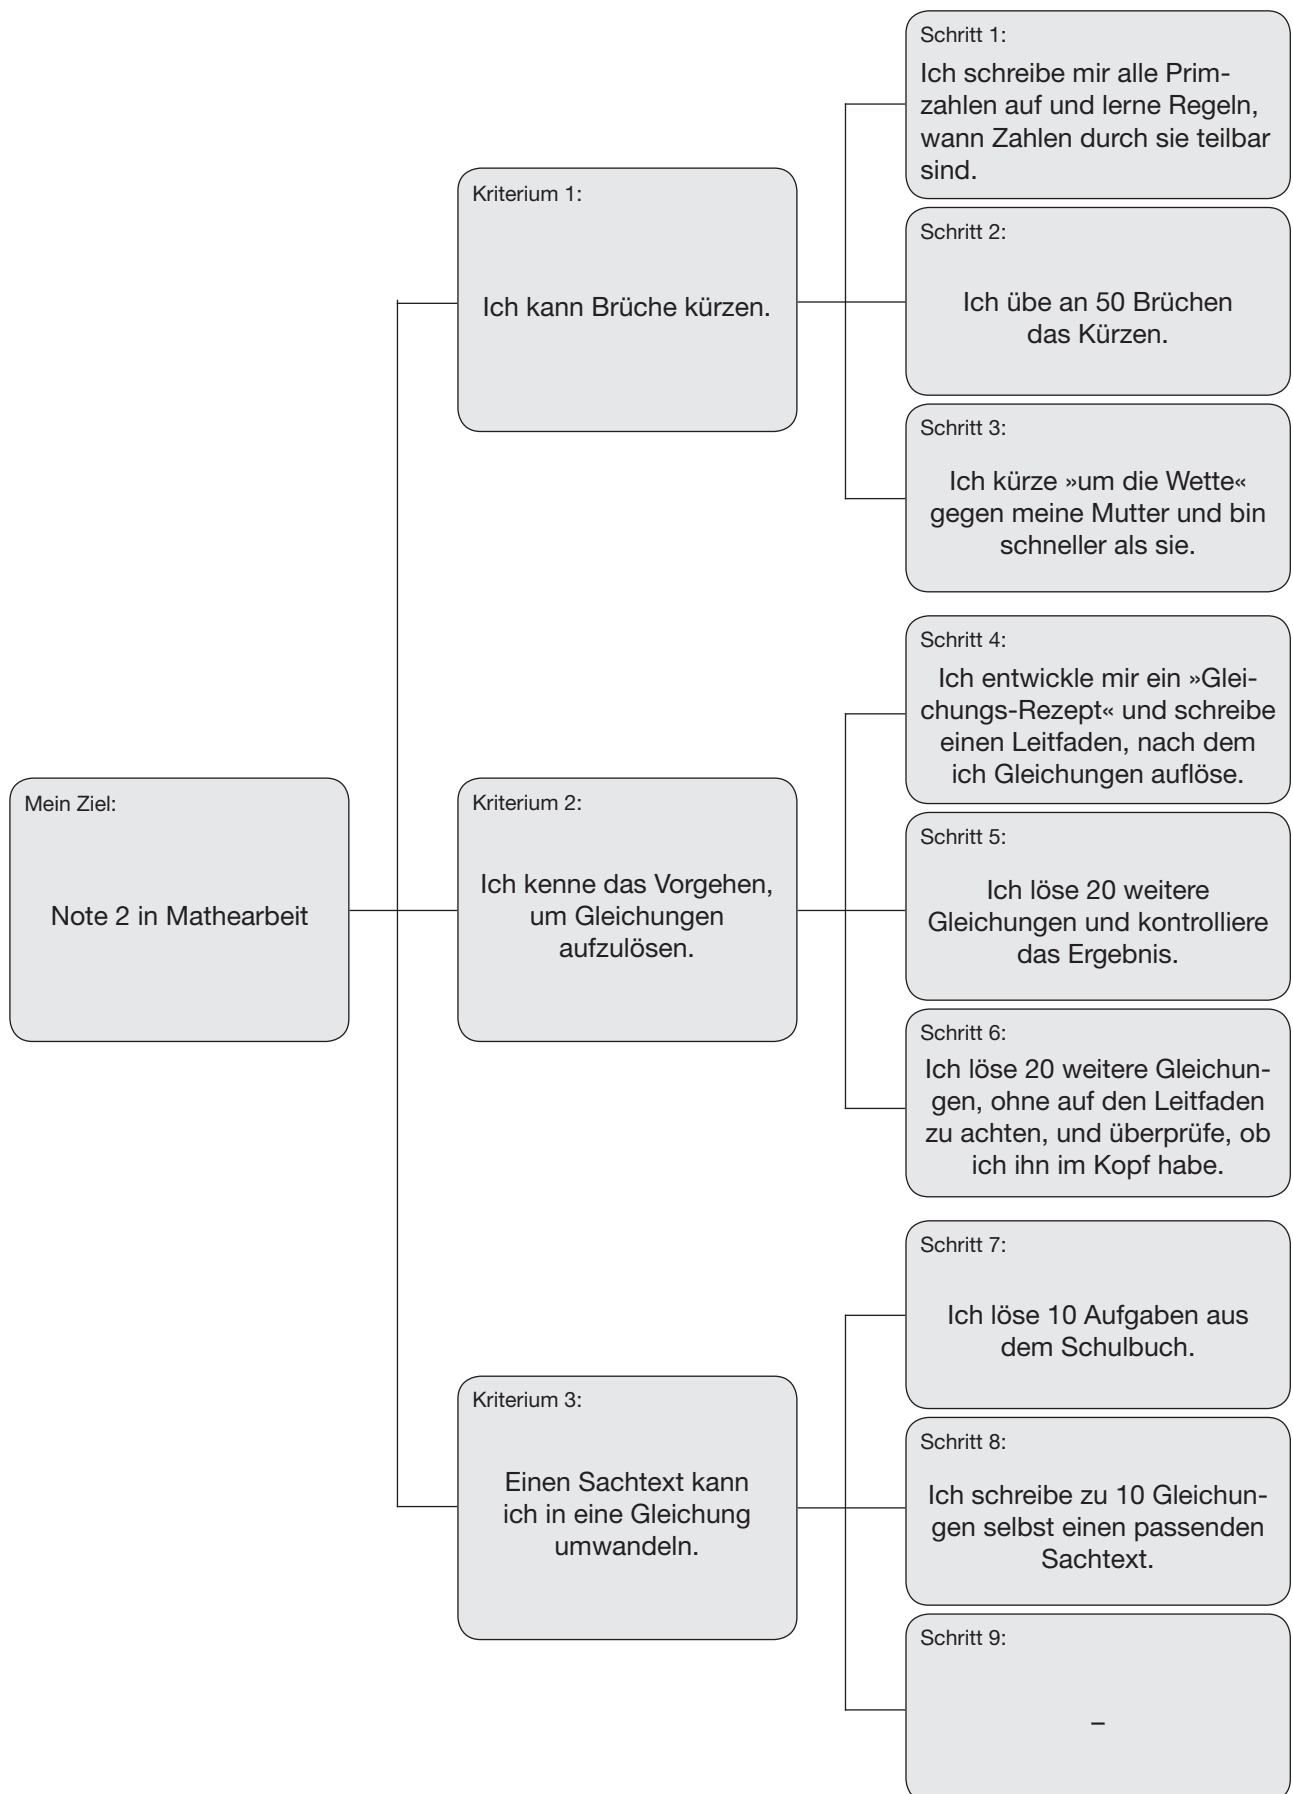 Mein Ziel:
Note 2 in Mathearbeit
Kriterium 1:
Ich kann Brüche kürzen.
Schritt 1:
Ich schreibe mir alle Prim-
zahlen auf und lerne Regeln,
wann Zahlen durch sie teilbar
sind.
Schritt 2:
Ich übe an 50 Brüchen
das Kürzen.
Schritt 3:
Ich kürze »um die Wette«
gegen meine Mutter und bin
schneller als sie.
Kriterium 2:
Ich kenne das Vorgehen,
um Gleichungen
aufzulösen.
Schritt 4:
Ich entwickle mir ein »Glei-
chungs-Rezept« und schreibe
einen Leitfaden, nach dem
ich Gleichungen auflöse.
Schritt 5:
Ich löse 20 weitere
Gleichungen und kontrolliere
das Ergebnis.
Schritt 6:
Ich löse 20 weitere Gleichun-
gen, ohne auf den Leitfaden
zu achten, und überprüfe, ob
ich ihn im Kopf habe.
Kriterium 3:
Einen Sachtext kann
ich in eine Gleichung
umwandeln.
Schritt 7:
Ich löse 10 Aufgaben aus
dem Schulbuch.
Schritt 8:
Ich schreibe zu 10 Gleichun-
gen selbst einen passenden
Sachtext.
Schritt 9:
–